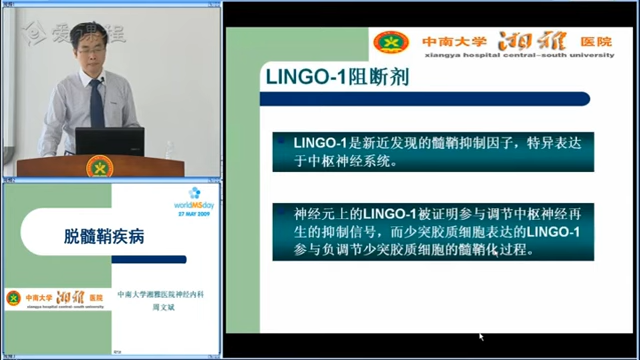 爱课程
中南大学 湘雅 医院
xiangya hospital central-south university
LINGO-1阻断剂
LINGO-1是新近发现的髓鞘抑制因子，特异表达
于中枢神经系统。
神经元上的LINGO-1被证明参与调节中枢神经再
生的抑制信号，而少突胶质细胞表达的LINGO-1
参与负调节少突胶质细胞的髓鞘化过程。
worldMSday
27 MAY 2009
脱髓鞘疾病
中南大学 湘雅 医院
xiangya hospital central-south university
中南大学湘雅医院神经内科
周文斌